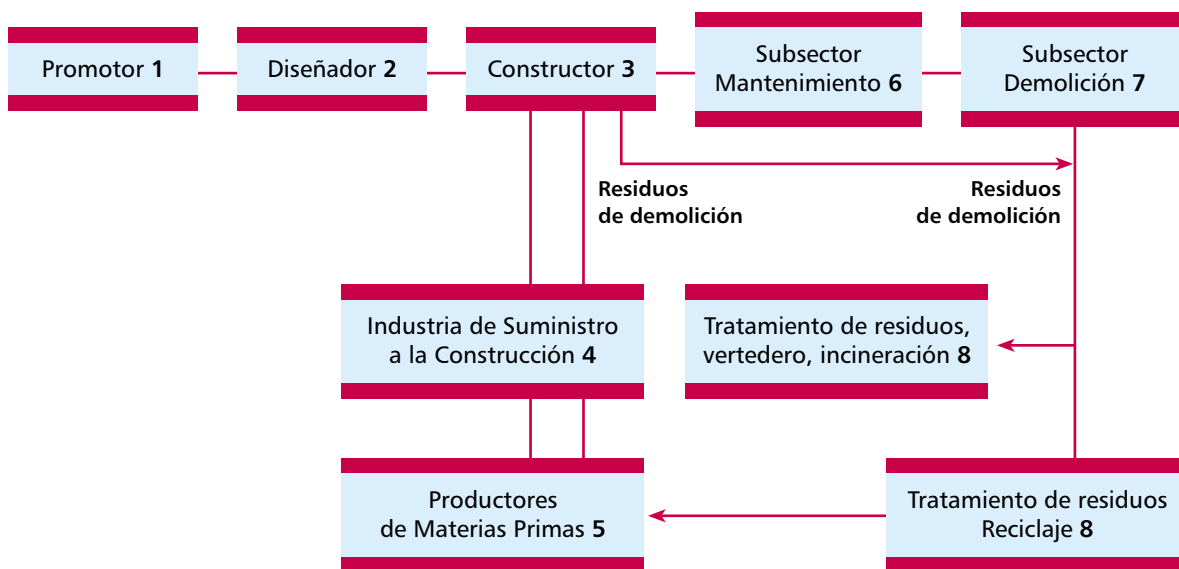 Promotor 1
Diseñador 2
Constructor 3
Subsector
Mantenimiento 6
Subsector
Demolición 7
Residuos
de demolición
Residuos
de demolición
Industria de Suministro
a la Construcción 4
Tratamiento de residuos,
vertedero, incineración 8
Productores
de Materias Primas 5
Tratamiento de residuos
Reciclaje 8